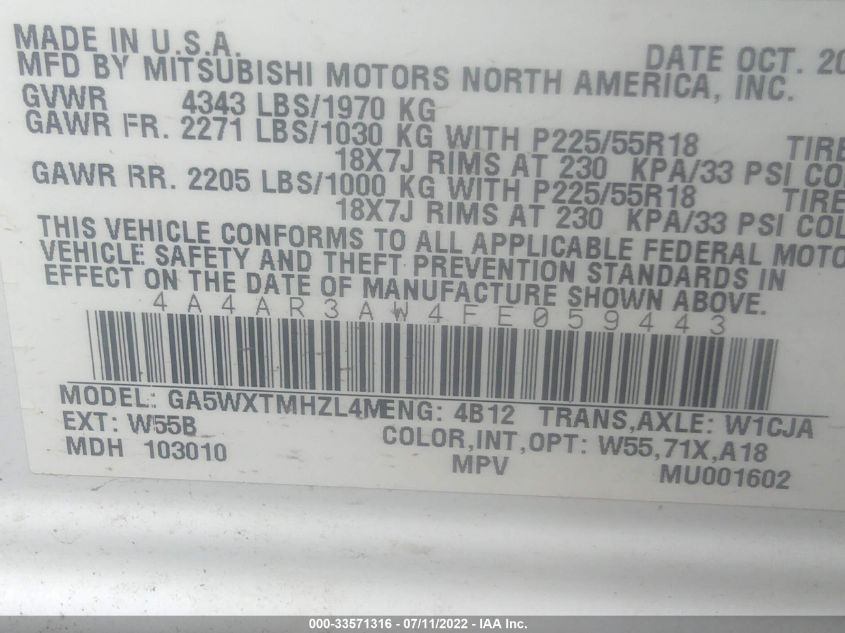 MADE IN U.S.A. DATE OCT. 20
MFD BY MITSUBISHI MOTORS NORTH AMERICA, INC.
GVWR 4343 LBS/1970 KG
GAWR FR. 2271 LBS/1030 KG WITH P225/55R18 TIRE
18X7J RIMS AT 230 KPA/33 PSI COL
GAWR RR. 2205 LBS/1000 KG WITH P225/55R18 TIRE
18X7J RIMS AT 230 KPA/33 PSI COL
THIS VEHICLE CONFORMS TO ALL APPLICABLE FEDERAL MOTO
VEHICLE SAFETY AND THEFT PREVENTION STANDARDS IN
EFFECT ON THE DATE OF MANUFACTURE SHOWN ABOVE.
4A4AR3AW4FE059443
MODEL: GA5WXTMHZL4MENG: 4B12 TRANS,AXLE: W1CJA
EXT: W55B COLOR,INT,OPT: W55,71X,A18
MDH 103010 MPV MU001602
000-33571316 - 07/11/2022 - IAA Inc.